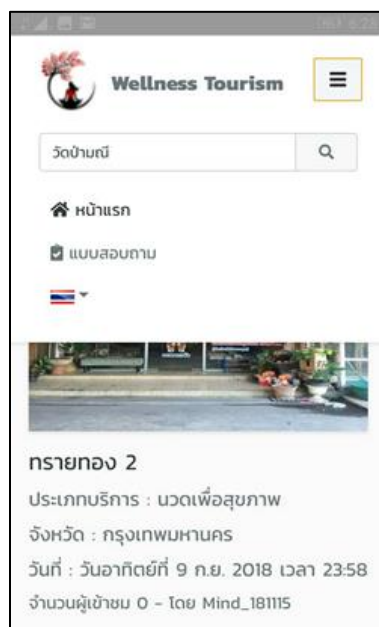 Wellness Tourism
วัดป่ามณี
หน้าแรก
แบบสอบถาม
ทรายทอง 2
ประเภทบริการ : นวดเพื่อสุขภาพ
จังหวัด : กรุงเทพมหานคร
วันที่ : วันอาทิตย์ที่ 9 ก.ย. 2018 เวลา 23:58
จำนวนผู้เข้าชม 0 - โดย Mind_181115